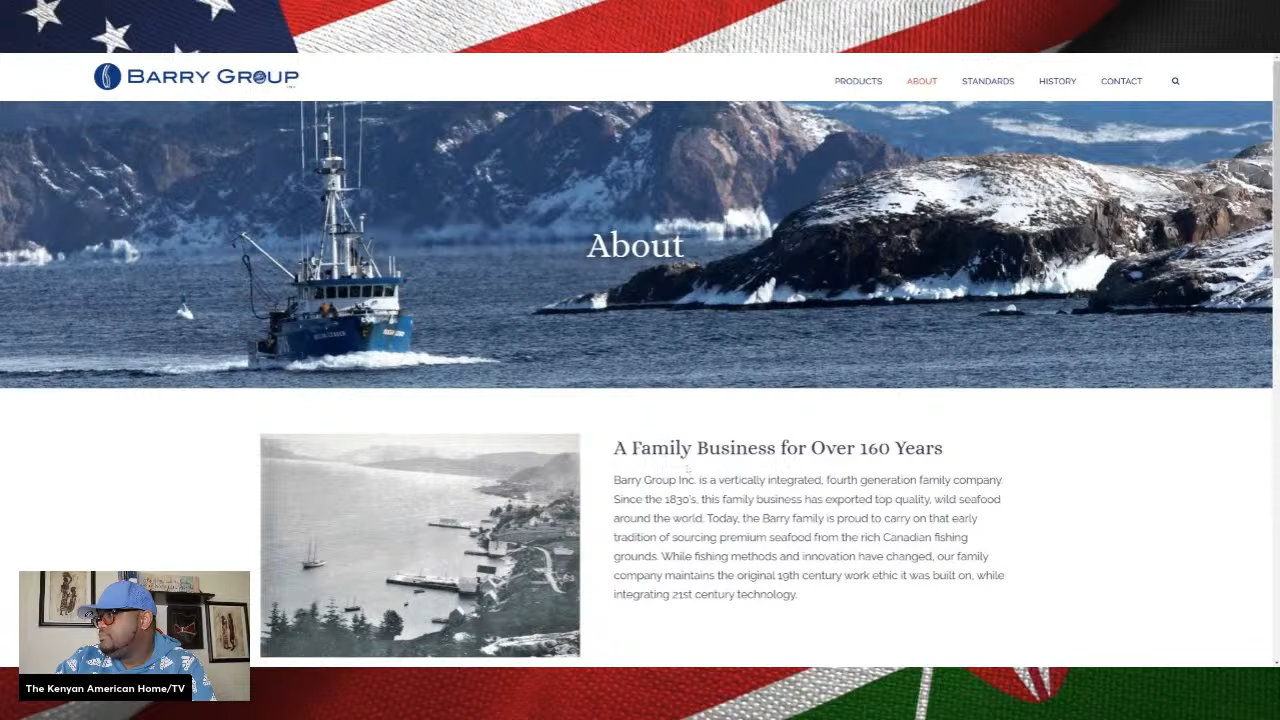 BARRY GROUP
INC
PRODUCTS
ABOUT
STANDARDS
HISTORY
CONTACT
About
A Family Business for Over 160 Years
Barry Group Inc. is a vertically integrated, fourth generation family company.
Since the 1830's, this family business has exported top quality, wild seafood
around the world. Today, the Barry family is proud to carry on that early
tradition of sourcing premium seafood from the rich Canadian fishing
grounds. While fishing methods and innovation have changed, our family
company maintains the original 19th century work ethic it was built on, while
integrating 21st century technology.
The Kenyan American Home/TV